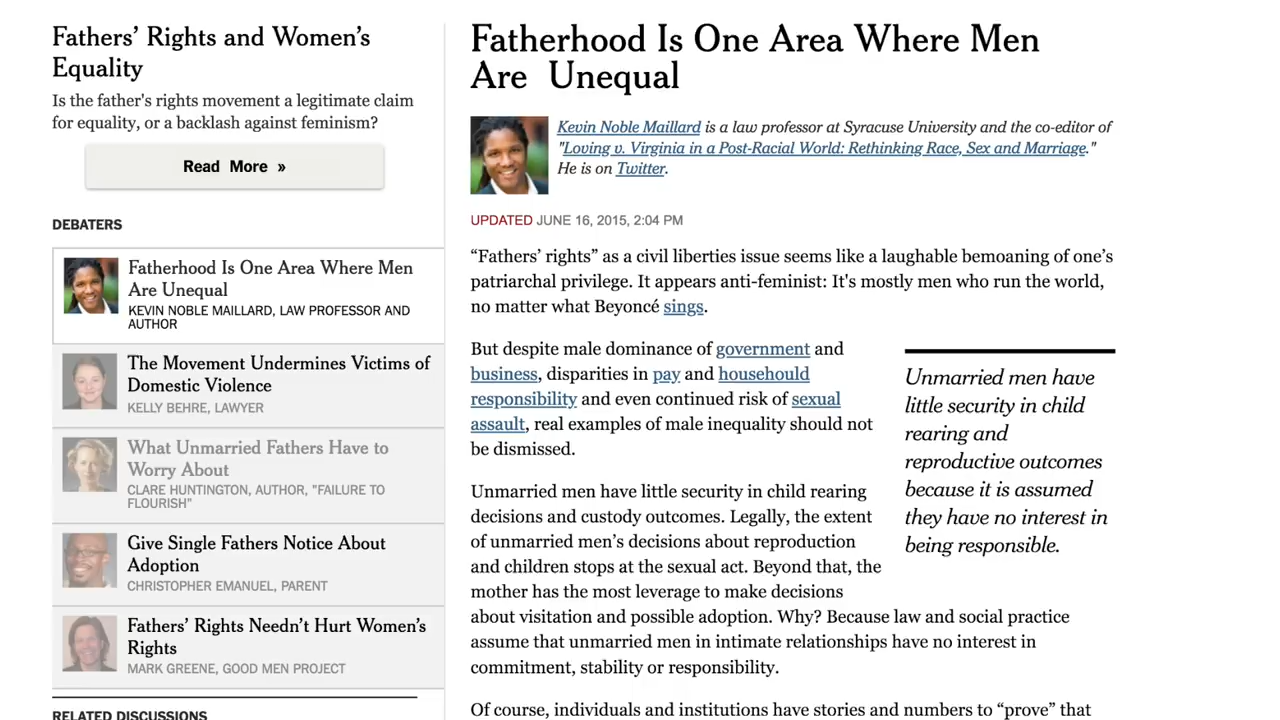 Fathers’ Rights and Women’s
Equality
Is the father's rights movement a legitimate claim
for equality, or a backlash against feminism?
Read More »
DEBATERS
Fatherhood Is One Area Where Men
Are Unequal
KEVIN NOBLE MAILLARD, LAW PROFESSOR AND
AUTHOR
The Movement Undermines Victims of
Domestic Violence
KELLY BEHRE, LAWYER
What Unmarried Fathers Have to
Worry About
CLARE HUNTINGTON, AUTHOR, "FAILURE TO
FLOURISH"
Give Single Fathers Notice About
Adoption
CHRISTOPHER EMANUEL, PARENT
Fathers’ Rights Needn’t Hurt Women’s
Rights
MARK GREENE, GOOD MEN PROJECT
RELATED DISCUSSIONS
Fatherhood Is One Area Where Men
Are Unequal
Kevin Noble Maillard is a law professor at Syracuse University and the co-editor of
"Loving v. Virginia in a Post-Racial World: Rethinking Race, Sex and Marriage."
He is on Twitter.
UPDATED JUNE 16, 2015, 2:04 PM
“Fathers’ rights” as a civil liberties issue seems like a laughable bemoaning of one’s
patriarchal privilege. It appears anti-feminist: It's mostly men who run the world,
no matter what Beyoncé sings.
But despite male dominance of government and
business, disparities in pay and househould
responsibility and even continued risk of sexual
assault, real examples of male inequality should not
be dismissed.
Unmarried men have
little security in child
rearing and
reproductive outcomes
because it is assumed
they have no interest in
being responsible.
Unmarried men have little security in child rearing
decisions and custody outcomes. Legally, the extent
of unmarried men’s decisions about reproduction
and children stops at the sexual act. Beyond that, the
mother has the most leverage to make decisions
about visitation and possible adoption. Why? Because law and social practice
assume that unmarried men in intimate relationships have no interest in
commitment, stability or responsibility.
Of course, individuals and institutions have stories and numbers to “prove” that